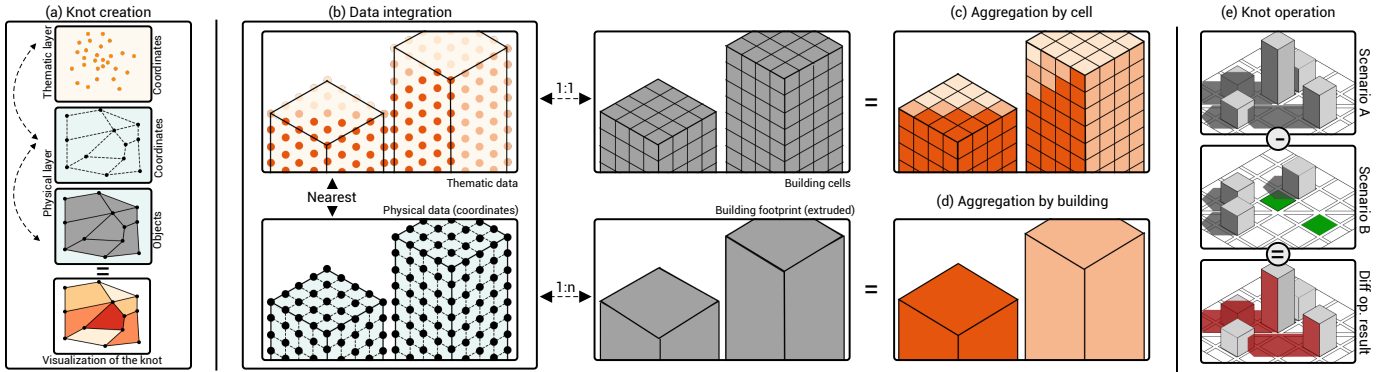 (a) Knot creation
Thematic layer
Coordinates
Physical layer
Coordinates
Objects
=
Visualization of the knot
(b) Data integration
Thematic data
Nearest
Physical data (coordinates)
1:1
Building cells
1:n
Building footprint (extruded)
=
=
(c) Aggregation by cell
(d) Aggregation by building
(e) Knot operation
Scenario A
-
Scenario B
=
Diff op. result